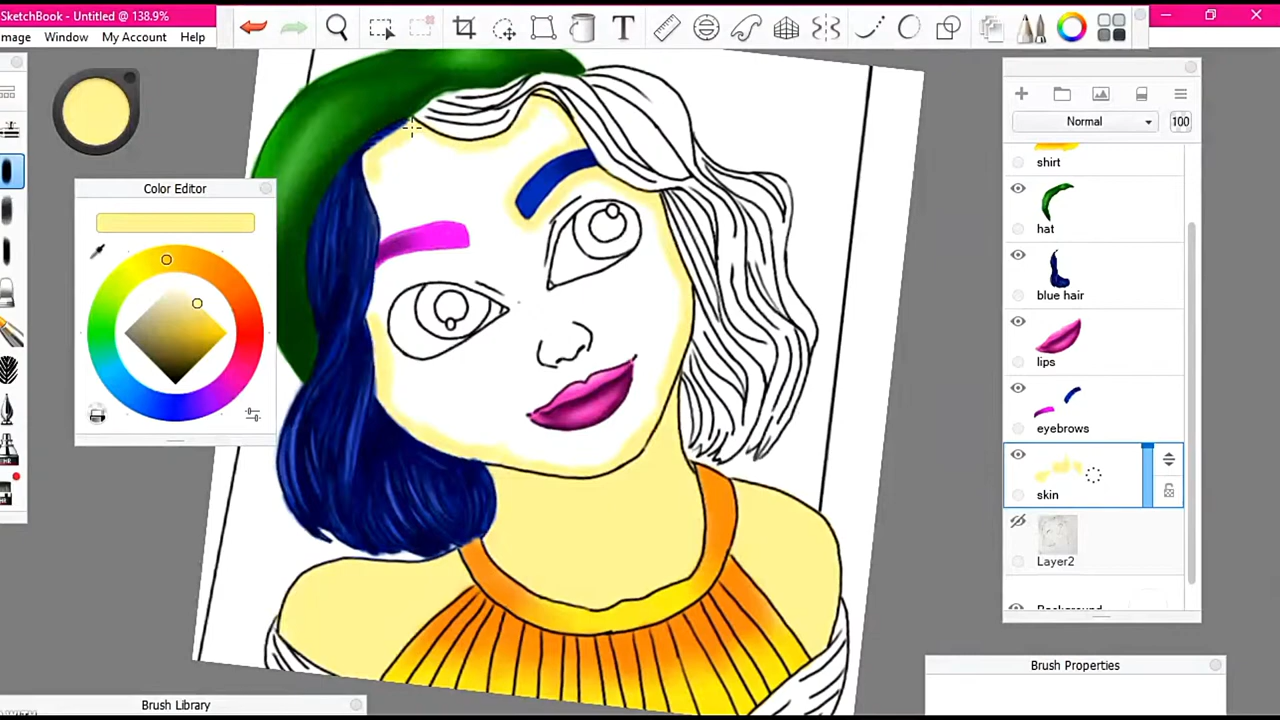 SketchBook - Untitled @ 138.9%
mage Window My Account Help
T
Normal 100
Color Editor
shirt
hat
blue hair
lips
eyebrows
skin
Layer2
Background
Brush Properties
Brush Library